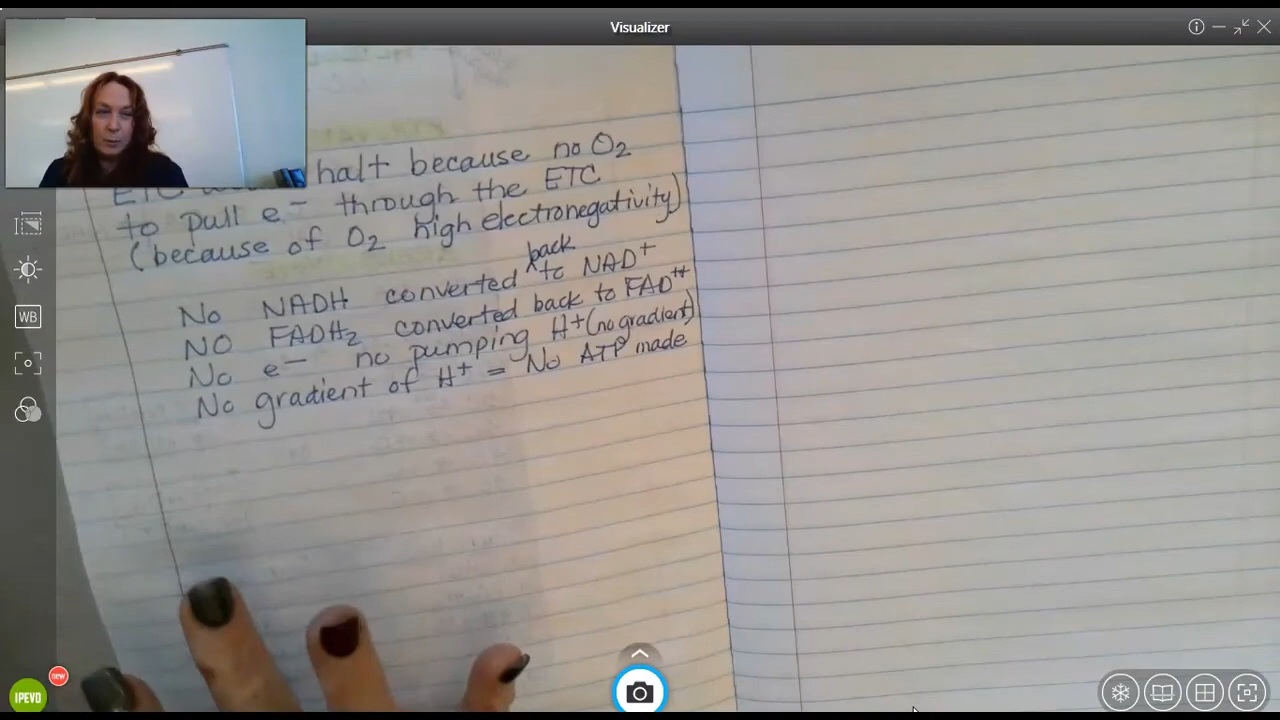 Visualizer
halt because no O2
to pull e- through the ETC
(because of O2 high electronegativity)
back
No NADH converted ^to NAD+
NO FADH2 converted back to FAD++
No e- no pumping H+(no gradient)
No gradient of H+ = No ATP made
WB
new
IPEVO